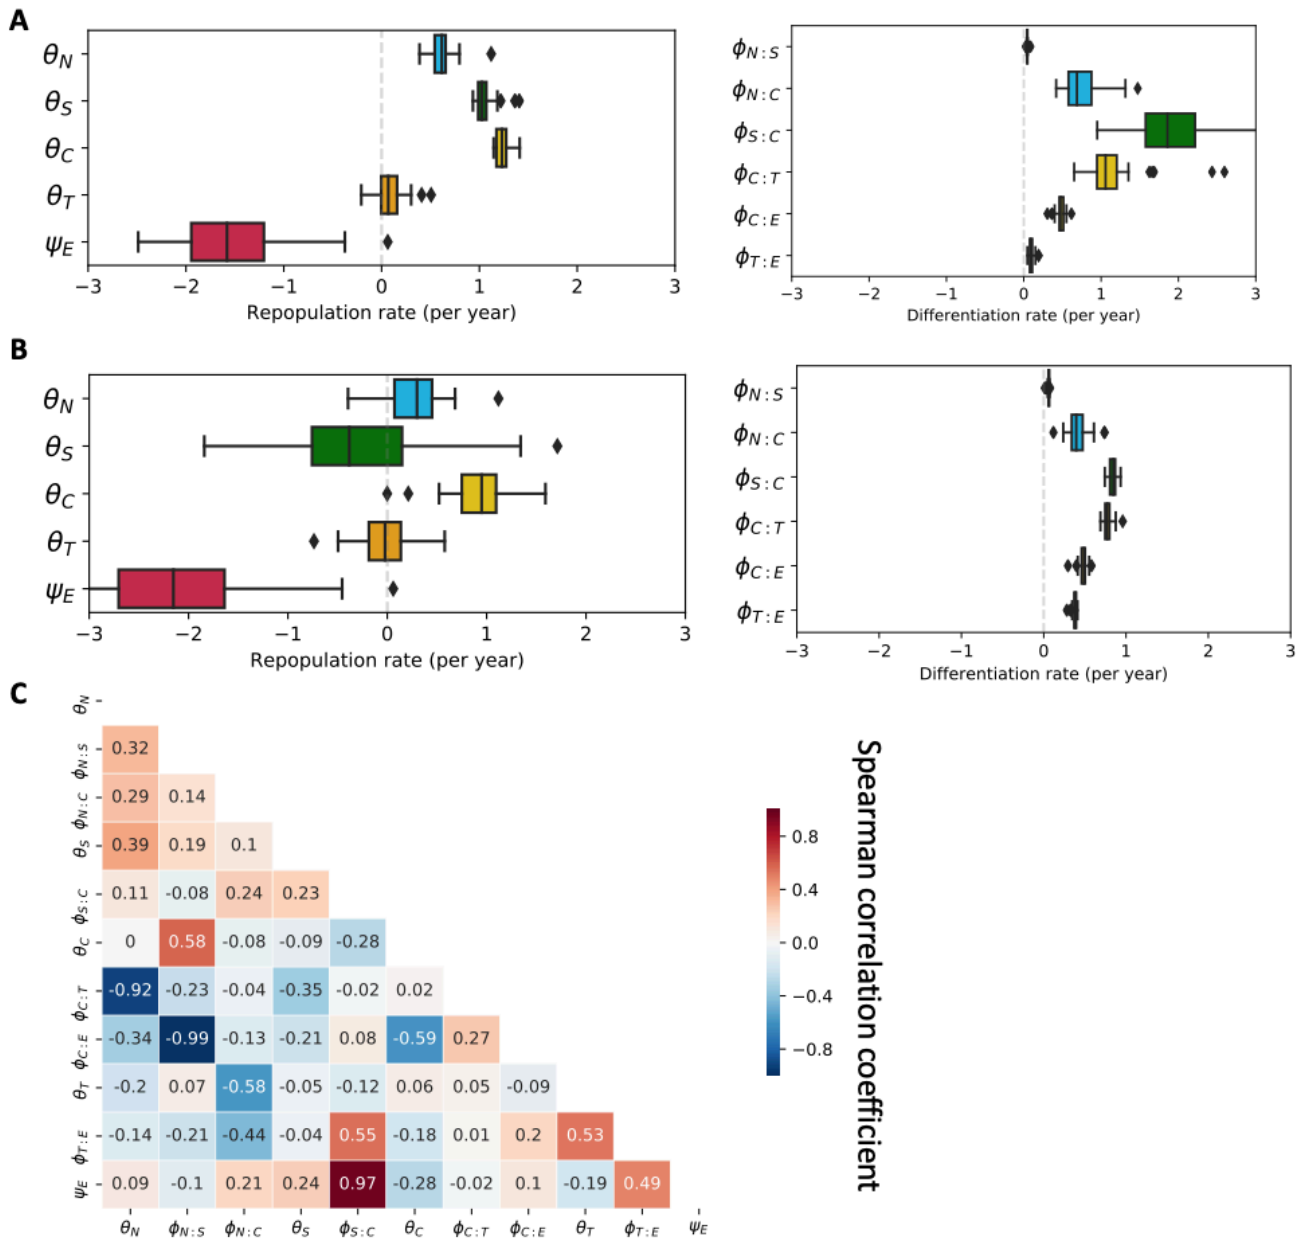 A
θN
θS
θC
θT
ψE
−3 −2 −1 0 1 2 3
Repopulation rate (per year)
ϕN:S
ϕN:C
ϕS:C
ϕC:T
ϕC:E
ϕT:E
−3 −2 −1 0 1 2 3
Differentiation rate (per year)
B
θN
θS
θC
θT
ψE
−3 −2 −1 0 1 2 3
Repopulation rate (per year)
ϕN:S
ϕN:C
ϕS:C
ϕC:T
ϕC:E
ϕT:E
−3 −2 −1 0 1 2 3
Differentiation rate (per year)
C
θN
ϕN:S 0.32
ϕN:C 0.29 0.14
θS 0.39 0.19 0.1
ϕS:C 0.11 -0.08 0.24 0.23
θC 0 0.58 -0.08 -0.09 -0.28
ϕC:T -0.92 -0.23 -0.04 -0.35 -0.02 0.02
ϕC:E -0.34 -0.99 -0.13 -0.21 0.08 -0.59 0.27
θT -0.2 0.07 -0.58 -0.05 -0.12 0.06 0.05 -0.09
ϕT:E -0.14 -0.21 -0.44 -0.04 0.55 -0.18 0.01 0.2 0.53
ψE 0.09 -0.1 0.21 0.24 0.97 -0.28 -0.02 0.1 -0.19 0.49
θN ϕN:S ϕN:C θS ϕS:C θC ϕC:T ϕC:E θT ϕT:E ψE
0.8
0.4
0.0
−0.4
−0.8
Spearman correlation coefficient